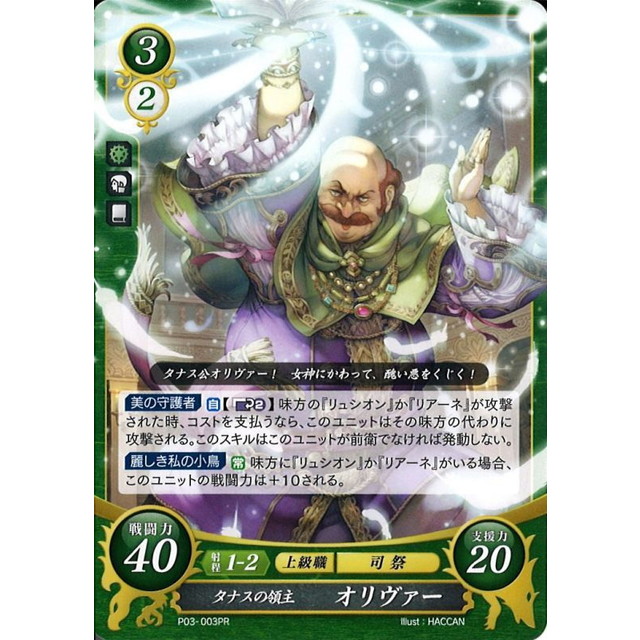 3
2
タナス公オリヴァー! 女神にかわって、醜い悪をくじく!
美の守護者 自【P2】味方の『リュシオン』か『リアーネ』が攻撃
された時、コストを支払うなら、このユニットはその味方の代わりに
攻撃される。このスキルはこのユニットが前衛でなければ発動しない。
麗しき私の小鳥 常 味方に『リュシオン』か『リアーネ』がいる場合、
このユニットの戦闘力は+10される。
戦闘力
40
射程 1-2 上級職 司祭
支援力
20
タナスの領主 オリヴァー
P03-003PR
Illust : HACCAN